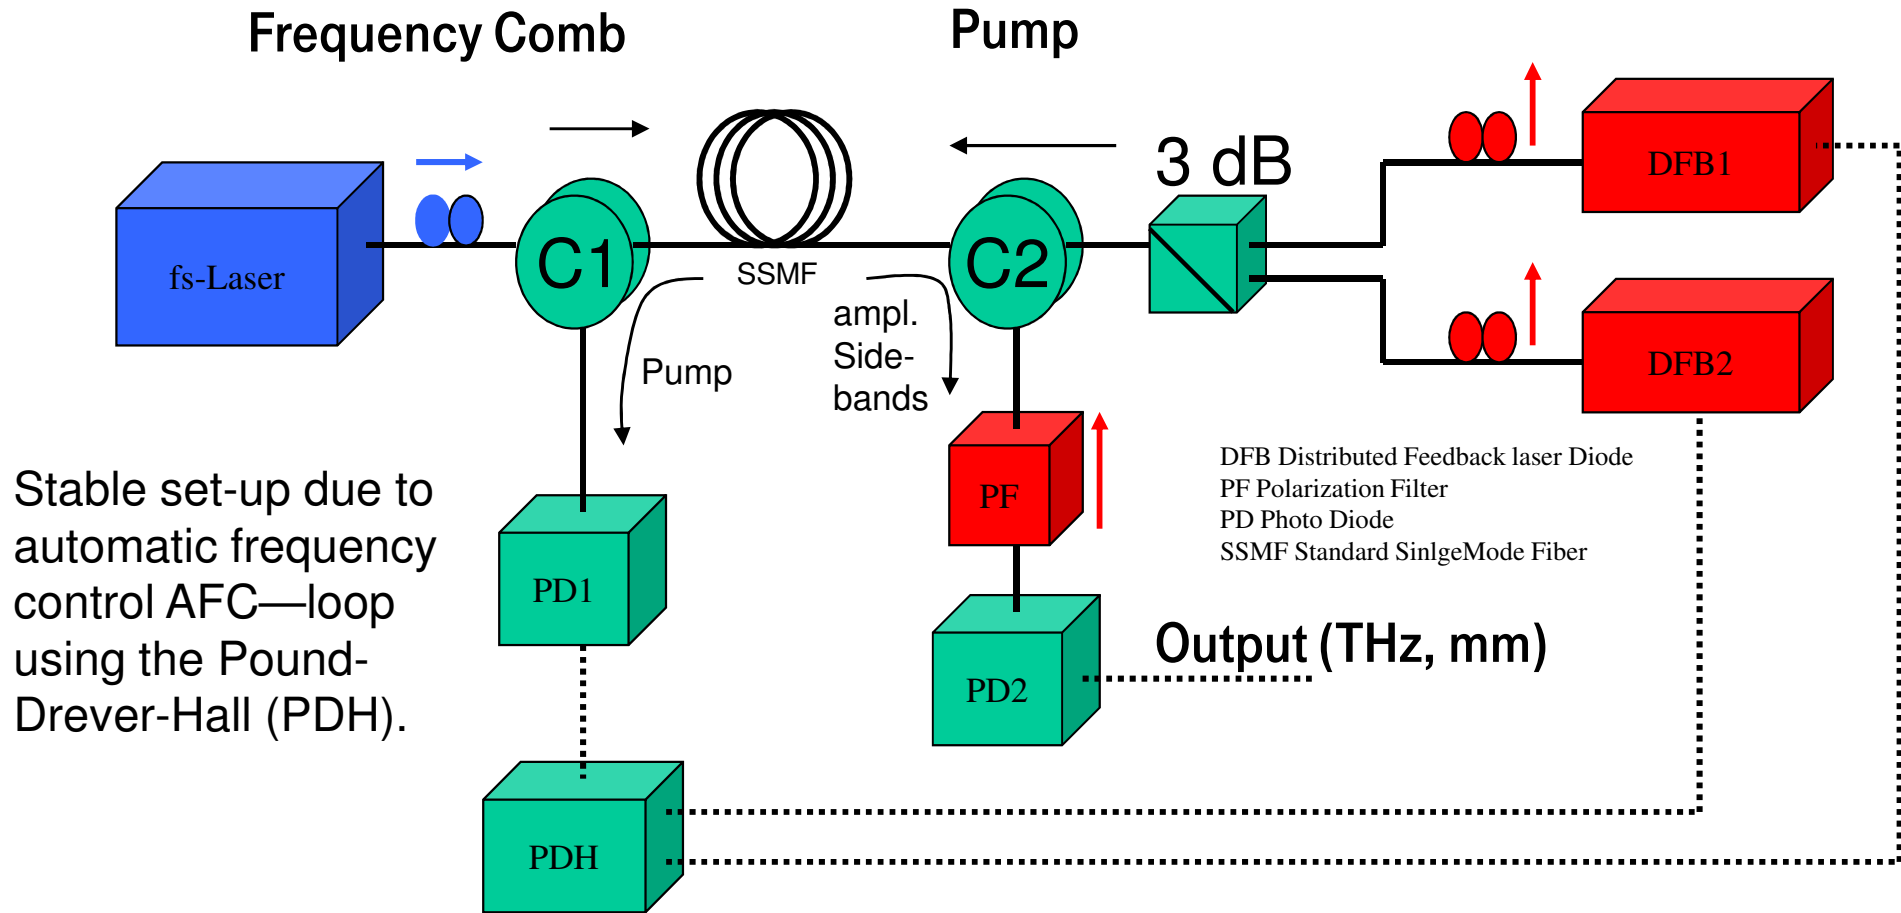 Frequency Comb
Pump
3 dB
DFB1
fs-Laser
C1
SSMF
C2
DFB2
Pump
ampl.
Side-
bands
Stable set-up due to
automatic frequency
control AFC—loop
using the Pound-
Drever-Hall (PDH).
PF
DFB Distributed Feedback laser Diode
PF Polarization Filter
PD Photo Diode
SSMF Standard SinlgeMode Fiber
PD1
Output (THz, mm)
PD2
PDH